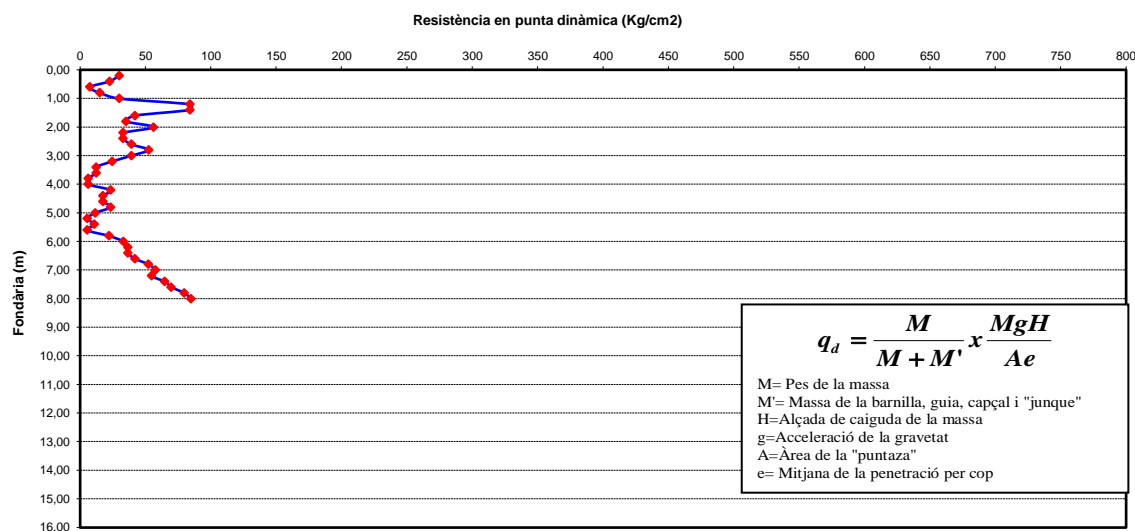 Resistència en punta dinàmica (Kg/cm2)
0 50 100 150 200 250 300 350 400 450 500 550 600 650 700 750 800
0,00
1,00
2,00
3,00
4,00
5,00
6,00
7,00
8,00
9,00
10,00
11,00
12,00
13,00
14,00
15,00
16,00
Fondària (m)
q_d = M / (M + M') x MgH / Ae
M= Pes de la massa
M'= Massa de la barnilla, guia, capçal i "junque"
H=Alçada de caiguda de la massa
g=Acceleració de la gravetat
A=Àrea de la "puntaza"
e= Mitjana de la penetració per cop